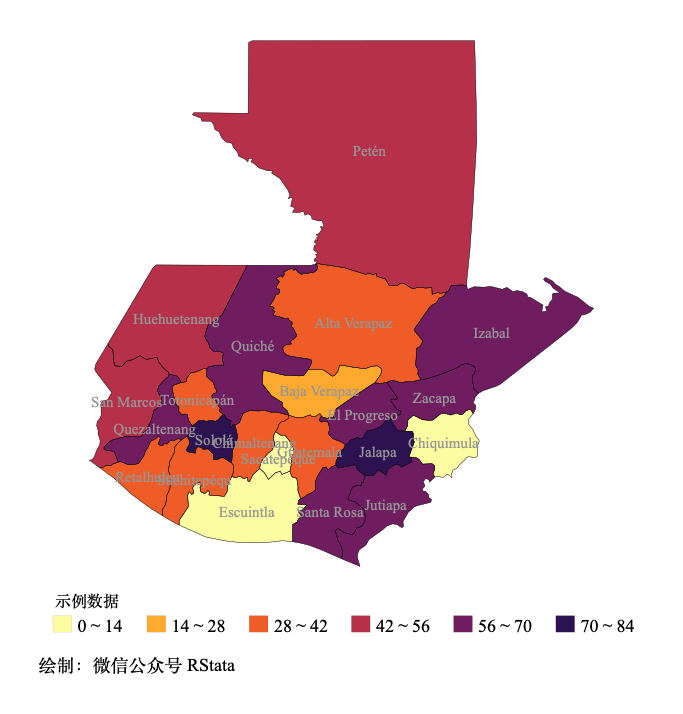 Petén
Huehuetenang
Alta Verapaz
Izabal
Quiché
Baja Verapaz
Zacapa
San Marcos
Totonicapán
El Progreso
Quezaltenang
Sololá
Chimaltenang
Chiquimula
Jalapa
Guatemala
Sacatepéque
Retalhuleu
Suchitepéqu
Jutiapa
Escuintla
Santa Rosa
示例数据
0 ~ 14 14 ~ 28 28 ~ 42 42 ~ 56 56 ~ 70 70 ~ 84
绘制：微信公众号 RStata